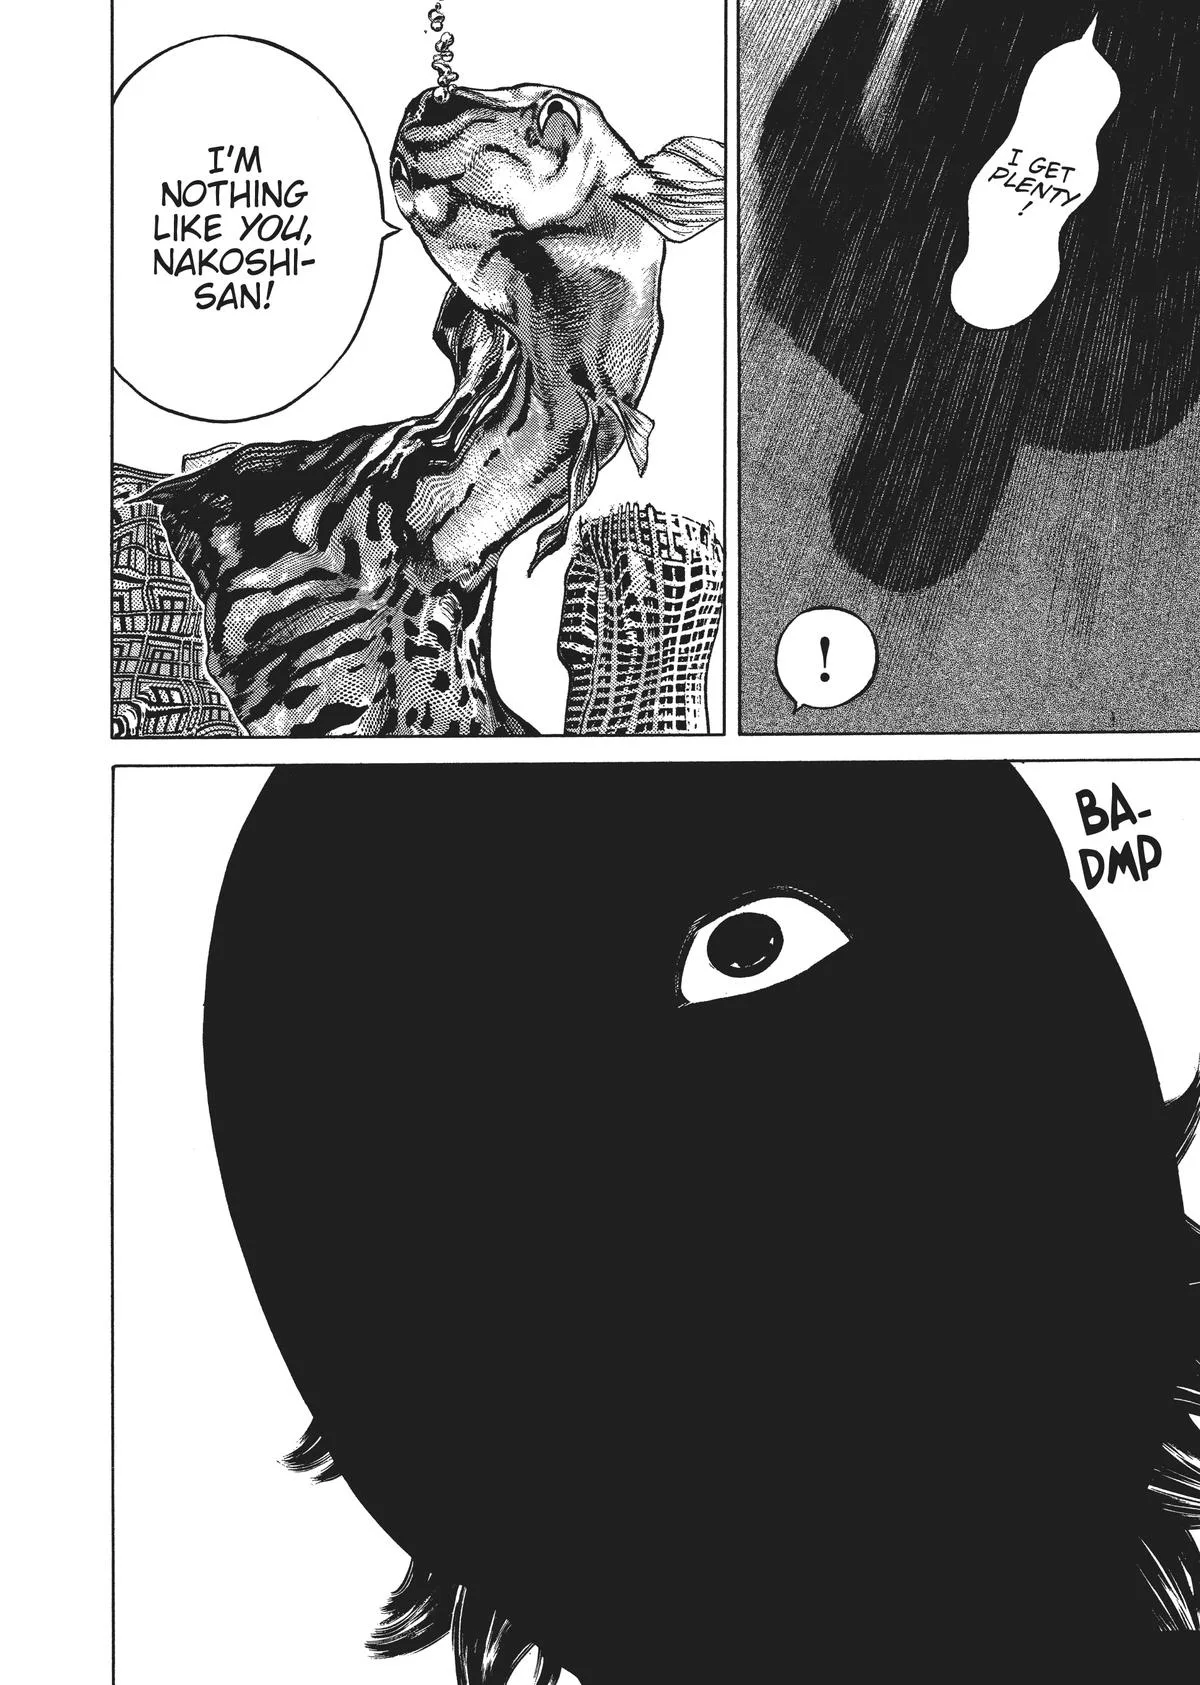 I GET
PLENTY
!
!
I'M
NOTHING
LIKE YOU,
NAKOSHI-
SAN!
BA-
DMP